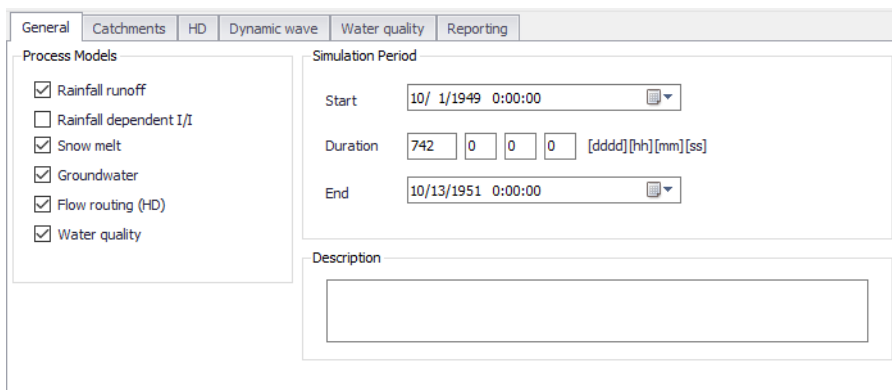 General Catchments HD Dynamic wave Water quality Reporting
Process Models
Rainfall runoff
Rainfall dependent I/I
Snow melt
Groundwater
Flow routing (HD)
Water quality
Simulation Period
Start 10/ 1/1949 0:00:00
Duration 742 0 0 0 [dddd][hh][mm][ss]
End 10/13/1951 0:00:00
Description